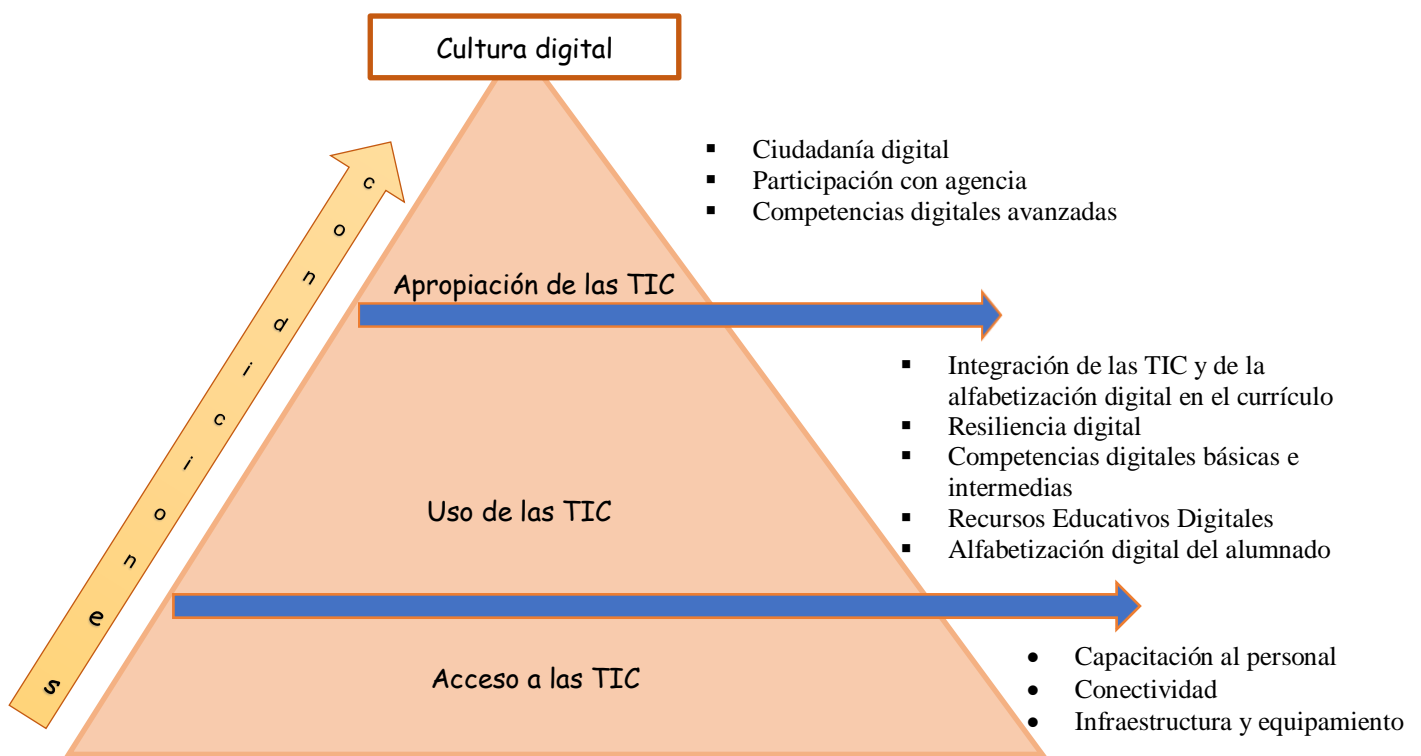 Cultura digital
condiciones
▪ Ciudadanía digital
▪ Participación con agencia
▪ Competencias digitales avanzadas
Apropiación de las TIC
▪ Integración de las TIC y de la
alfabetización digital en el currículo
▪ Resiliencia digital
▪ Competencias digitales básicas e
intermedias
▪ Recursos Educativos Digitales
▪ Alfabetización digital del alumnado
Uso de las TIC
Acceso a las TIC
• Capacitación al personal
• Conectividad
• Infraestructura y equipamiento